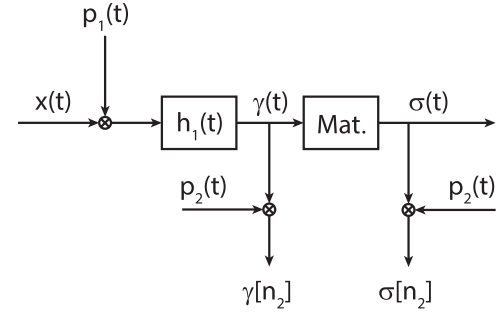 p₁(t)
x(t)
h₁(t)
γ(t)
Mat.
σ(t)
p₂(t)
p₂(t)
γ[n₂]
σ[n₂]